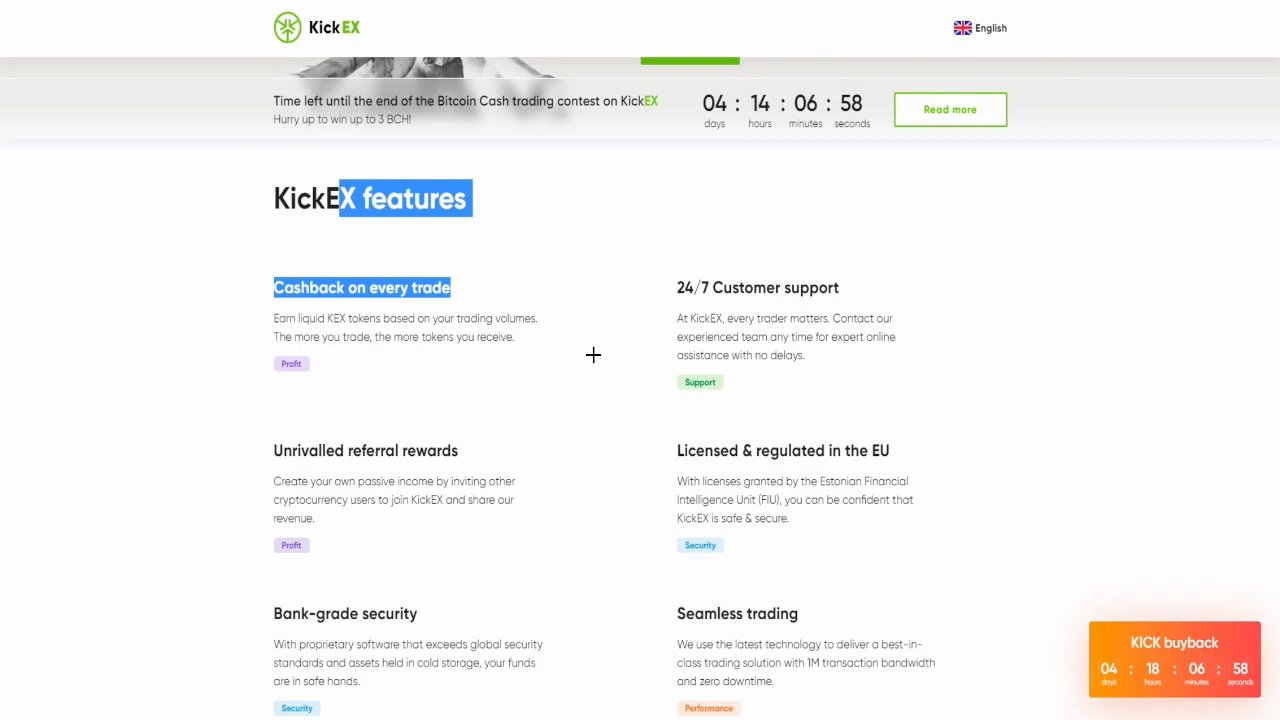 KickEX
English
Time left until the end of the Bitcoin Cash trading contest on KickEX
Hurry up to win up to 3 BCH!
04 : 14 : 06 : 58
days hours minutes seconds
Read more
KickEX features
Cashback on every trade
Earn liquid KEX tokens based on your trading volumes.
The more you trade, the more tokens you receive.
Profit
24/7 Customer support
At KickEX, every trader matters. Contact our
experienced team any time for expert online
assistance with no delays.
Support
Unrivalled referral rewards
Create your own passive income by inviting other
cryptocurrency users to join KickEX and share our
revenue.
Profit
Licensed & regulated in the EU
With licenses granted by the Estonian Financial
Intelligence Unit (FIU), you can be confident that
KickEX is safe & secure.
Security
Bank-grade security
With proprietary software that exceeds global security
standards and assets held in cold storage, your funds
are in safe hands.
Security
Seamless trading
We use the latest technology to deliver a best-in-
class trading solution with 1M transaction bandwidth
and zero downtime.
Performance
KICK buyback
04 : 18 : 06 : 58
days hours minutes seconds